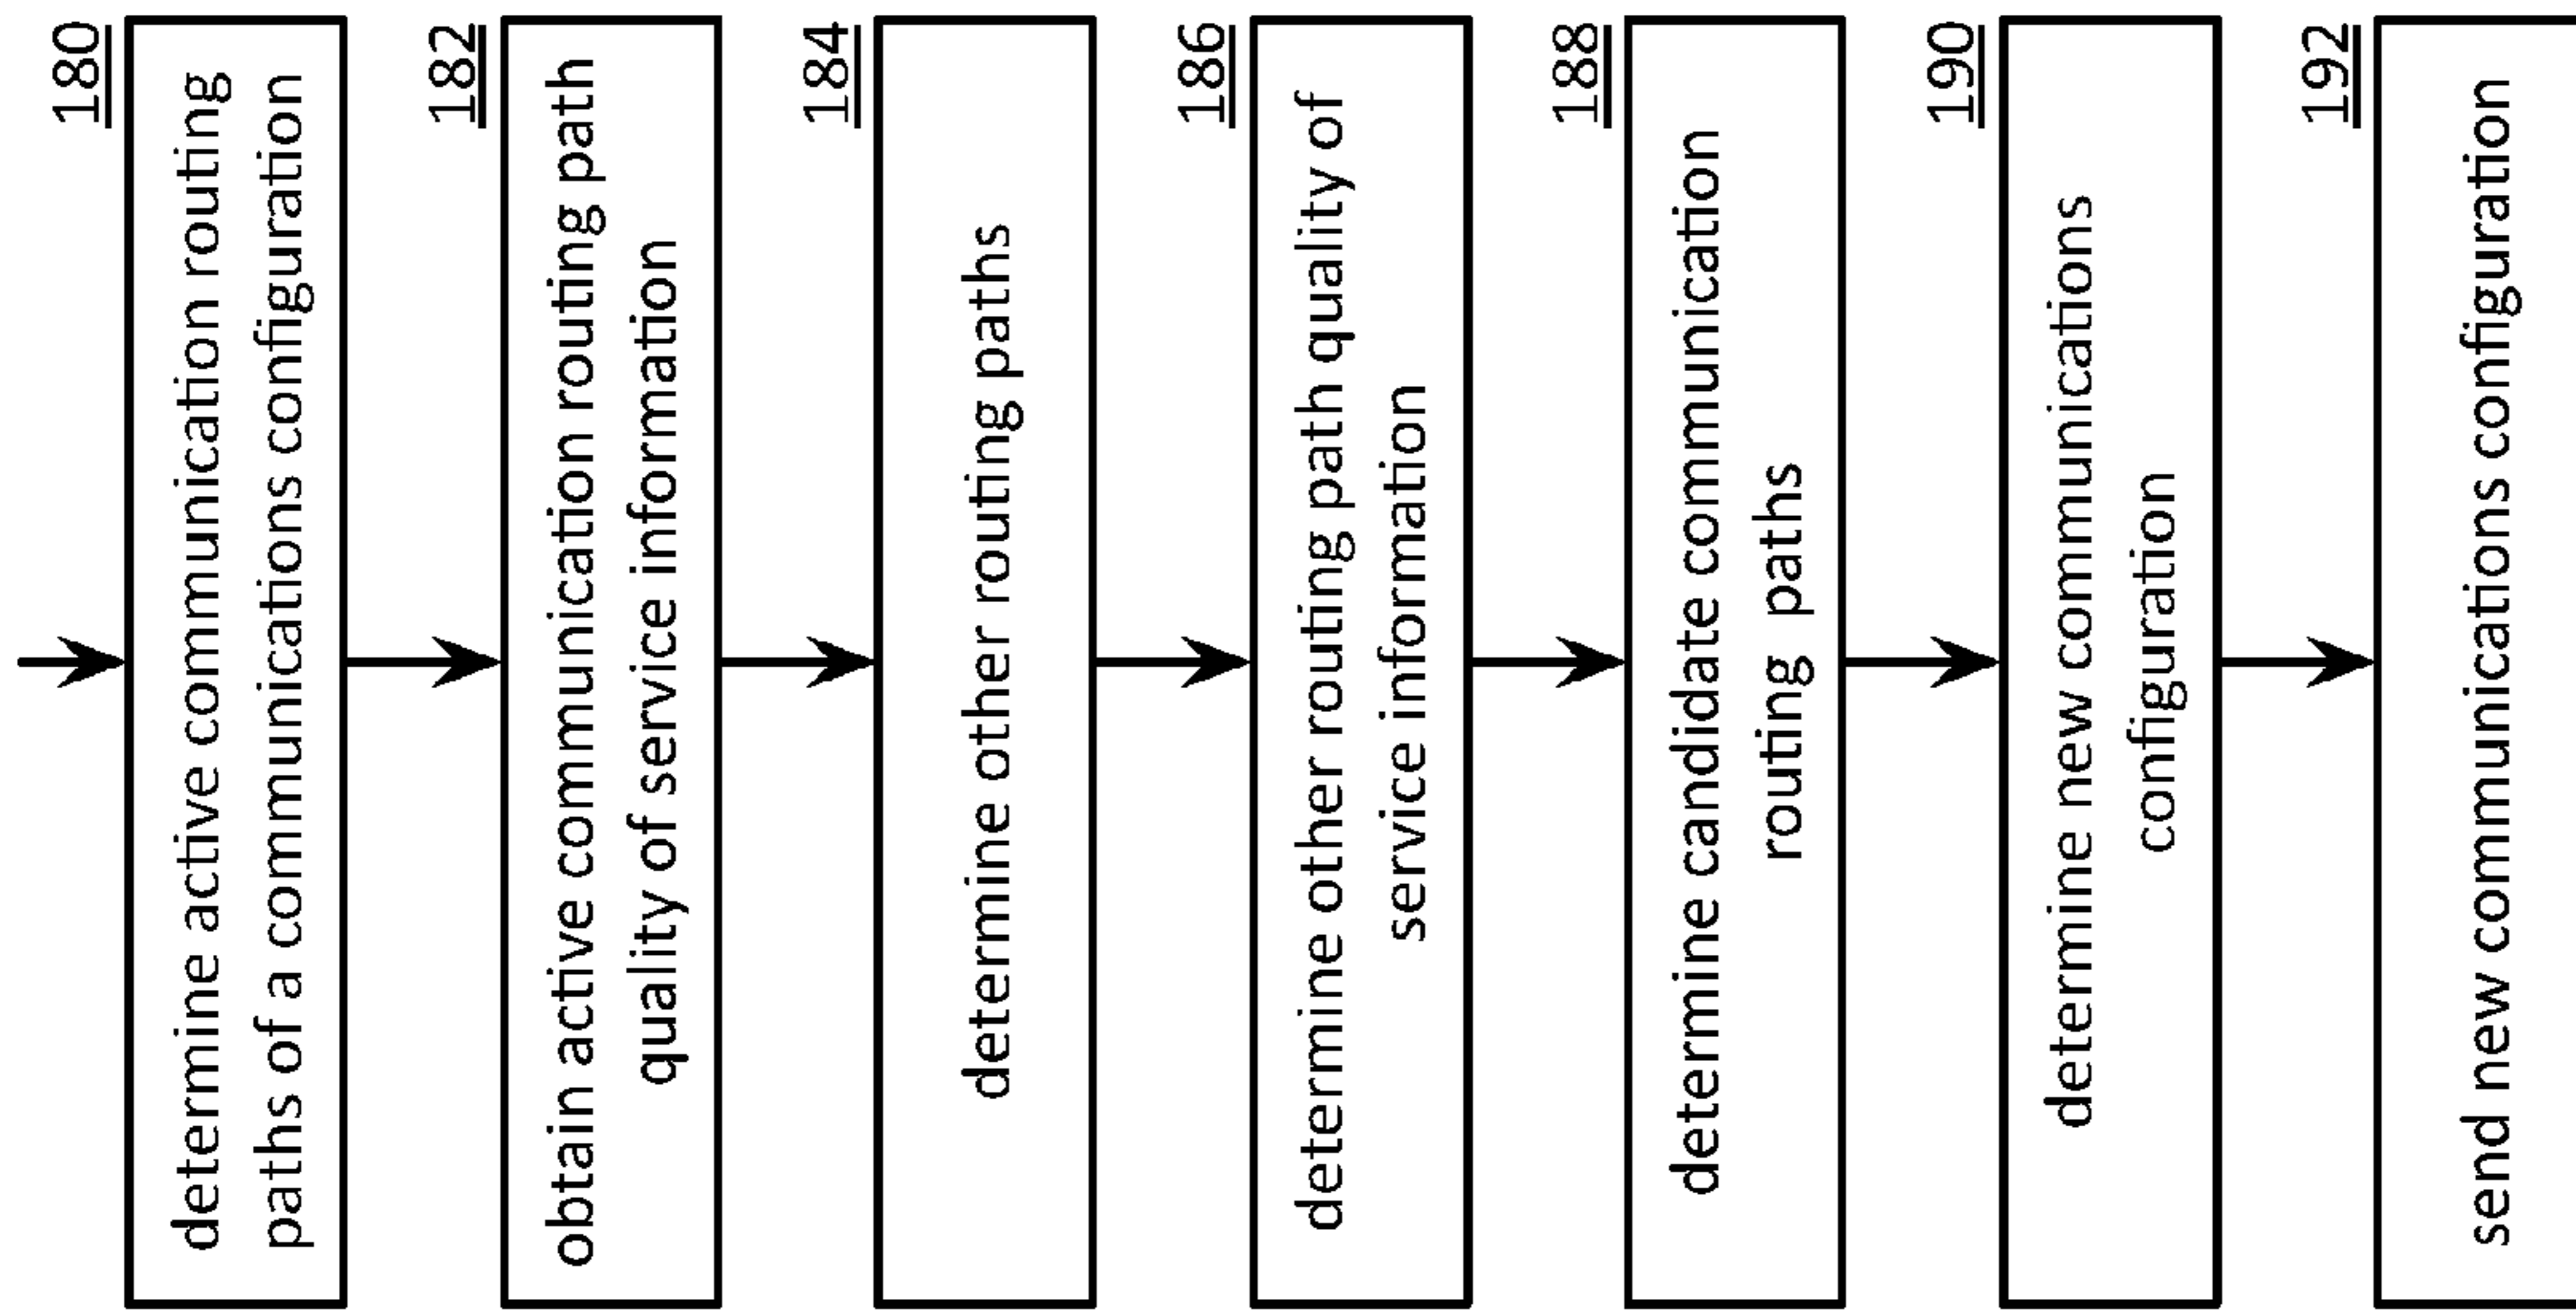 180
determine active communication routing
paths of a communications configuration
182
obtain active communication routing path
quality of service information
184
determine other routing paths
186
determine other routing path quality of
service information
188
determine candidate communication
routing paths
190
determine new communications
configuration
192
send new communications configuration